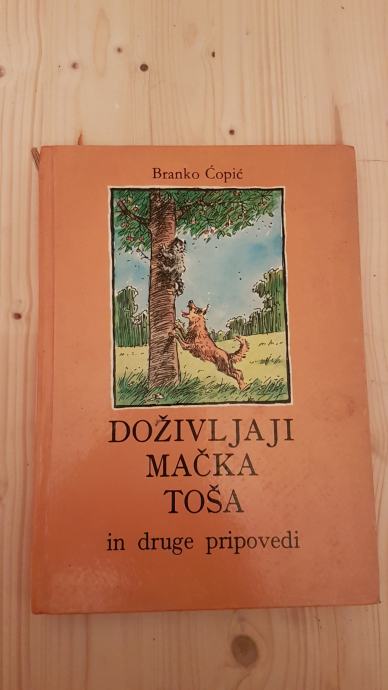 Branko Ćopić
DOŽIVLJAJI
MAČKA
TOŠA
in druge pripovedi